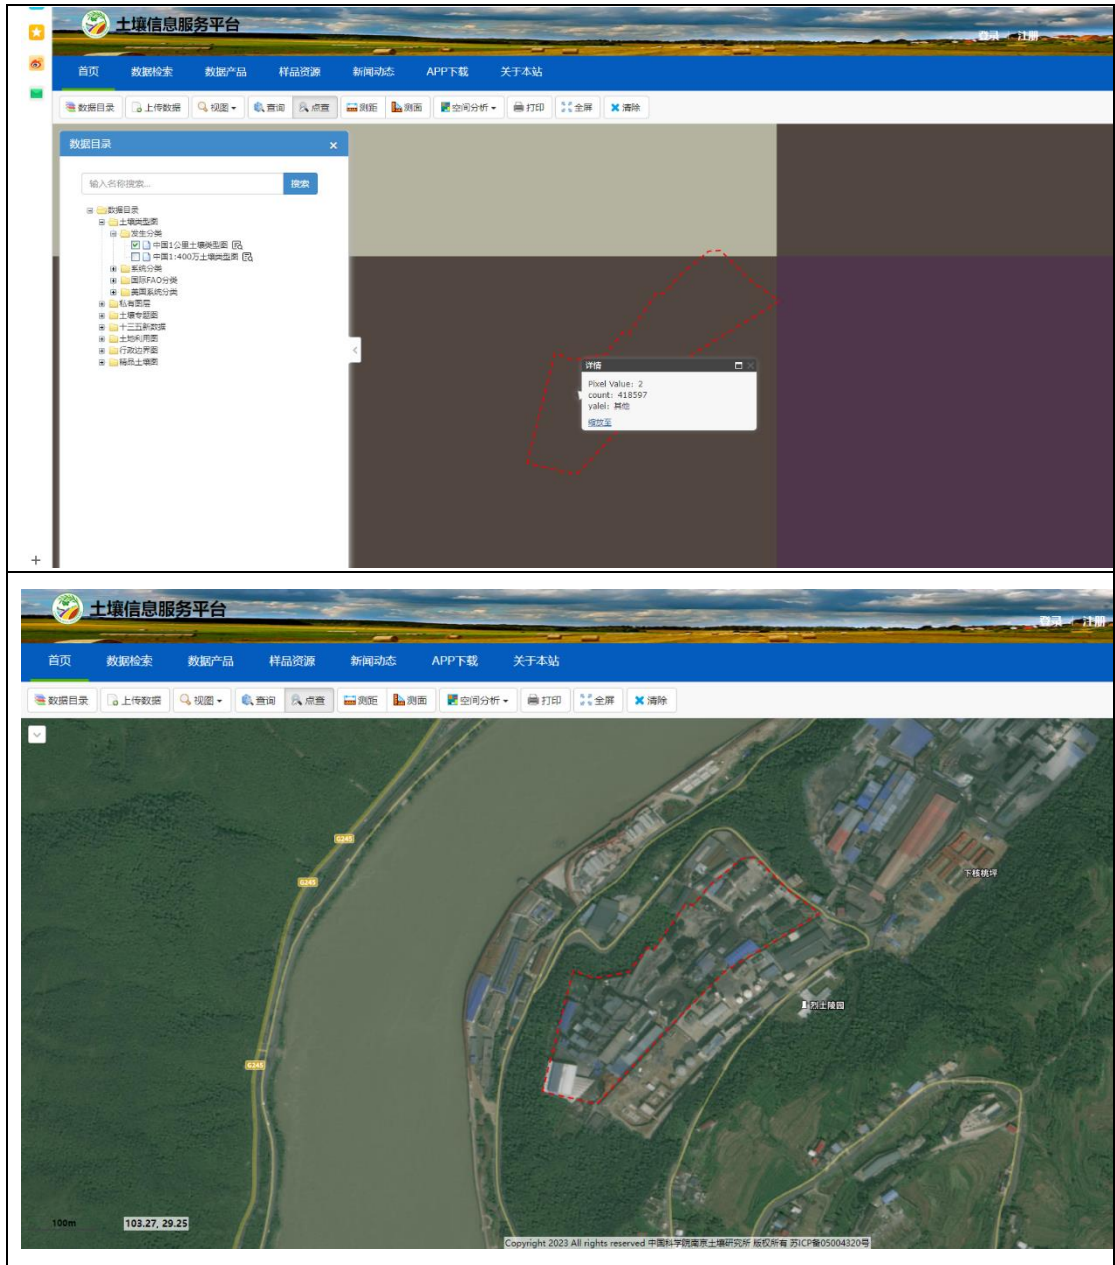 土壤信息服务平台
登录 注册
首页 数据检索 数据产品 样品资源 新闻动态 APP下载 关于本站
数据目录 上传数据 视图 查询 点查 测距 测面 空间分析 打印 全屏 清除
数据目录 ×
输入名称搜索... 搜索
数据目录
土壤类型图
发生分类
中国1公里土壤类型图
中国1:400万土壤类型图
系统分类
国际FAO分类
美国系统分类
私有图层
土壤专题图
十三五新数据
土地利用图
行政边界图
精品土壤图
详情
Pixel Value: 2
count: 418597
yalei: 其他
缩放至
土壤信息服务平台
登录 注册
首页 数据检索 数据产品 样品资源 新闻动态 APP下载 关于本站
数据目录 上传数据 视图 查询 点查 测距 测面 空间分析 打印 全屏 清除
G245
下核桃坪
G245
烈士陵园
G245
100m 103.27, 29.25
Copyright 2023 All rights reserved 中国科学院南京土壤研究所 版权所有 苏ICP备05004320号